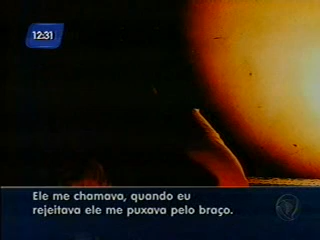 12:31
Ele me chamava, quando eu
rejeitava ele me puxava pelo braço.